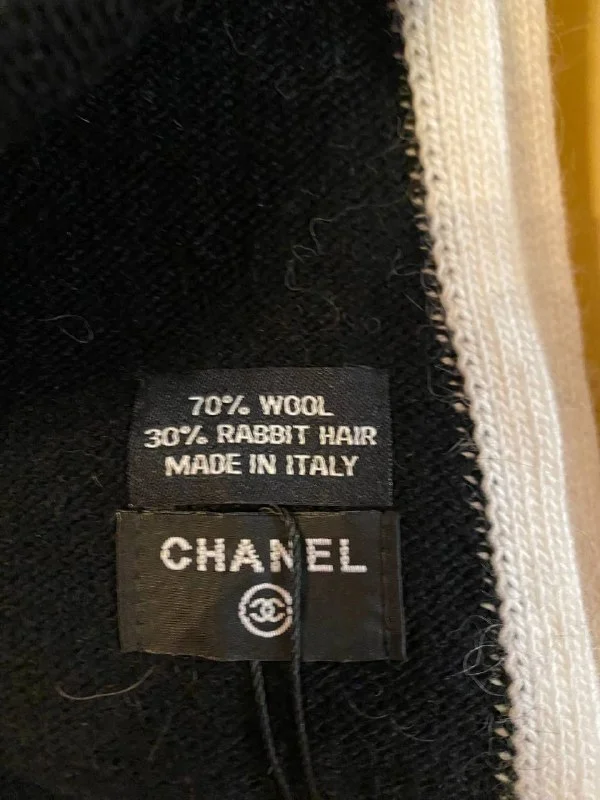 70% WOOL
30% RABBIT HAIR
MADE IN ITALY
CHANEL